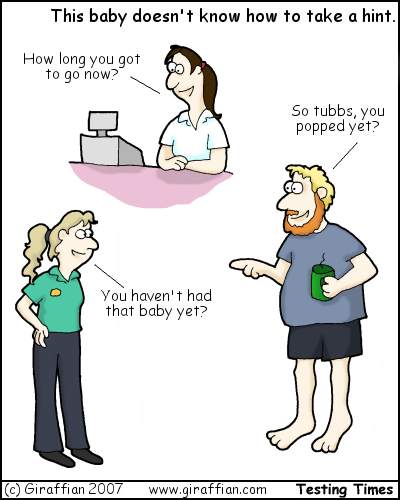 This baby doesn't know how to take a hint.
How long you got
to go now?
So tubbs, you
popped yet?
You haven't had
that baby yet?
(c) Giraffian 2007 www.giraffian.com Testing Times